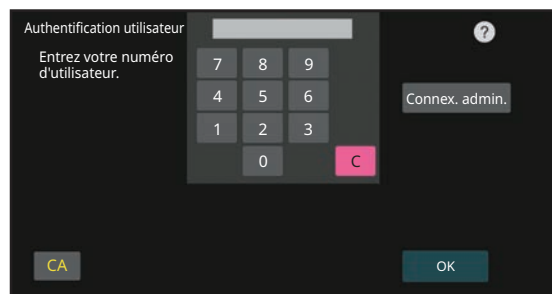 Authentification utilisateur
?
Entrez votre numéro
d'utilisateur.
7 8 9
4 5 6
Connex. admin.
1 2 3
0 C
CA
OK